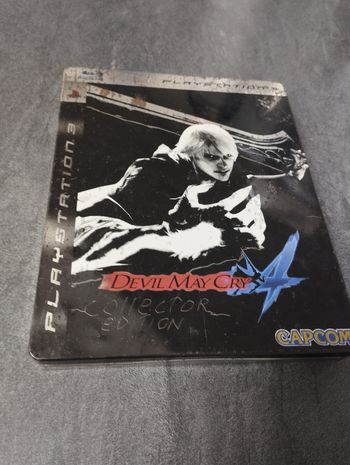 PLAYSTATION 3
PLAYSTATION 3
DEVIL MAY CRY 4
COLLECTOR
EDITION
CAPCOM